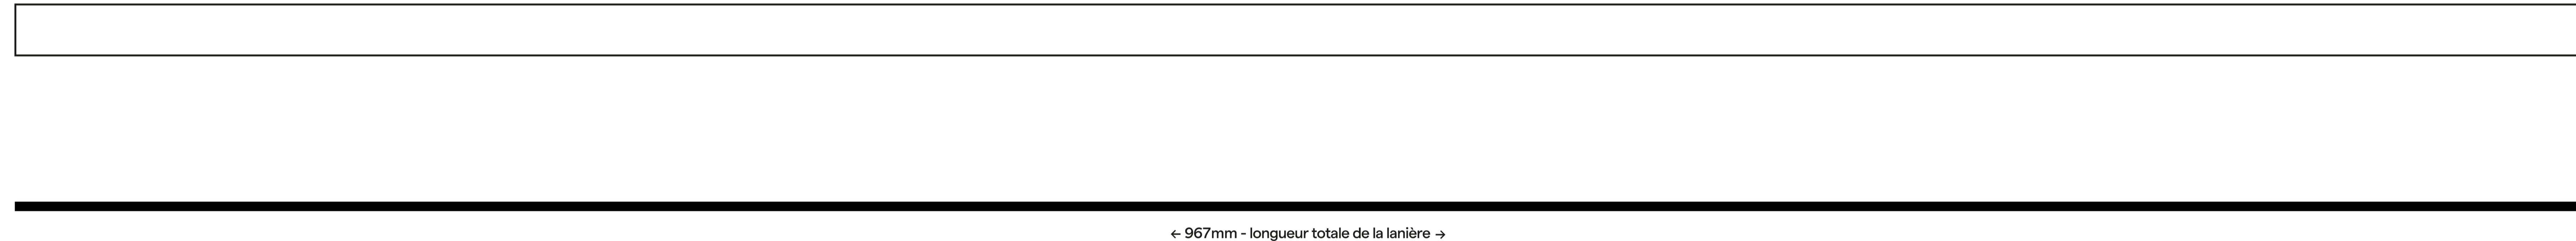 ← 967mm - longueur totale de la lanière →